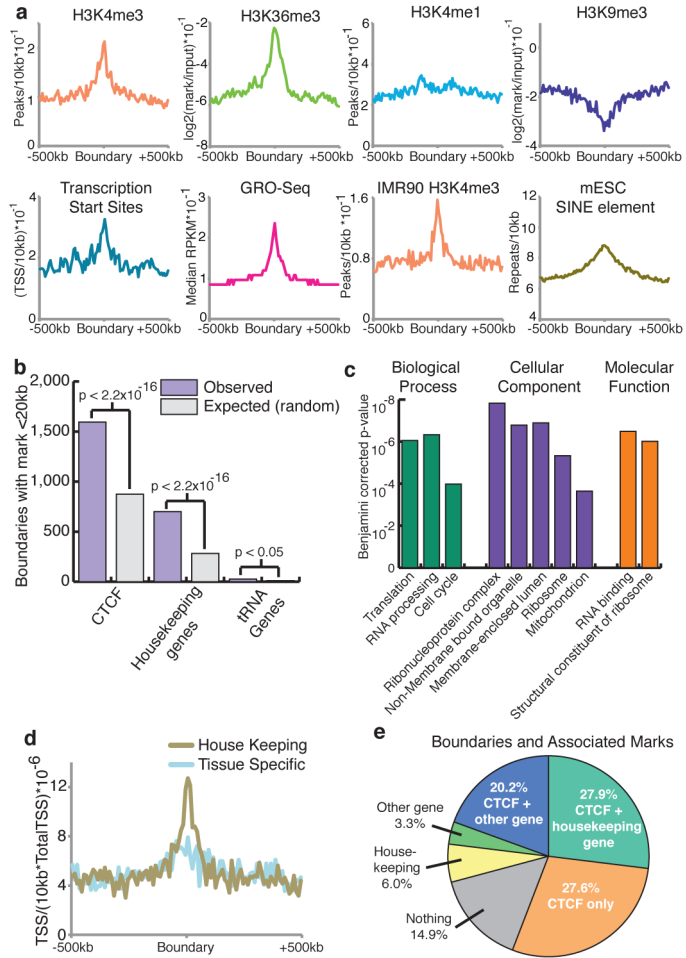 a
H3K4me3
Peaks/10kb*10-1
2
1
0
-500kb Boundary +500kb
H3K36me3
log2(mark/input)*10-1
-2
-4
-6
-8
-500kb Boundary +500kb
H3K4me1
Peaks/10kb*10-1
6
4
2
0
-500kb Boundary +500kb
H3K9me3
log2(mark/input)*10-1
0
-2
-4
-500kb Boundary +500kb
Transcription
Start Sites
(TSS/10kb)*10-1
4
2
0
-500kb Boundary +500kb
GRO-Seq
Median RPKM*10-1
3
2
1
0
-500kb Boundary +500kb
IMR90 H3K4me3
Peaks/10kb *10-1
1.6
0.8
0
-500kb Boundary +500kb
mESC
SINE element
Repeats/10kb
12
10
8
6
4
-500kb Boundary +500kb
b
Boundaries with mark <20kb
2,000
1,500
1,000
500
0
p < 2.2x10-16
p < 2.2x10-16
p < 0.05
Observed
Expected (random)
CTCF
Housekeeping
genes
tRNA
Genes
c
Biological
Process
Cellular
Component
Molecular
Function
Benjamini corrected p-value
10-8
10-6
10-4
10-2
0
Translation
RNA processing
Cell cycle
Ribonucleoprotein complex
Non-Membrane bound organelle
Membrane-enclosed lumen
Ribosome
Mitochondrion
RNA binding
Structural constituent of ribosome
d
House Keeping
Tissue Specific
TSS/(10kb*TotalTSS)*10-6
12
8
4
0
-500kb Boundary +500kb
e
Boundaries and Associated Marks
20.2%
CTCF +
other gene
27.9%
CTCF +
housekeeping
gene
27.6%
CTCF only
Other gene
3.3%
House-
keeping
6.0%
Nothing
14.9%